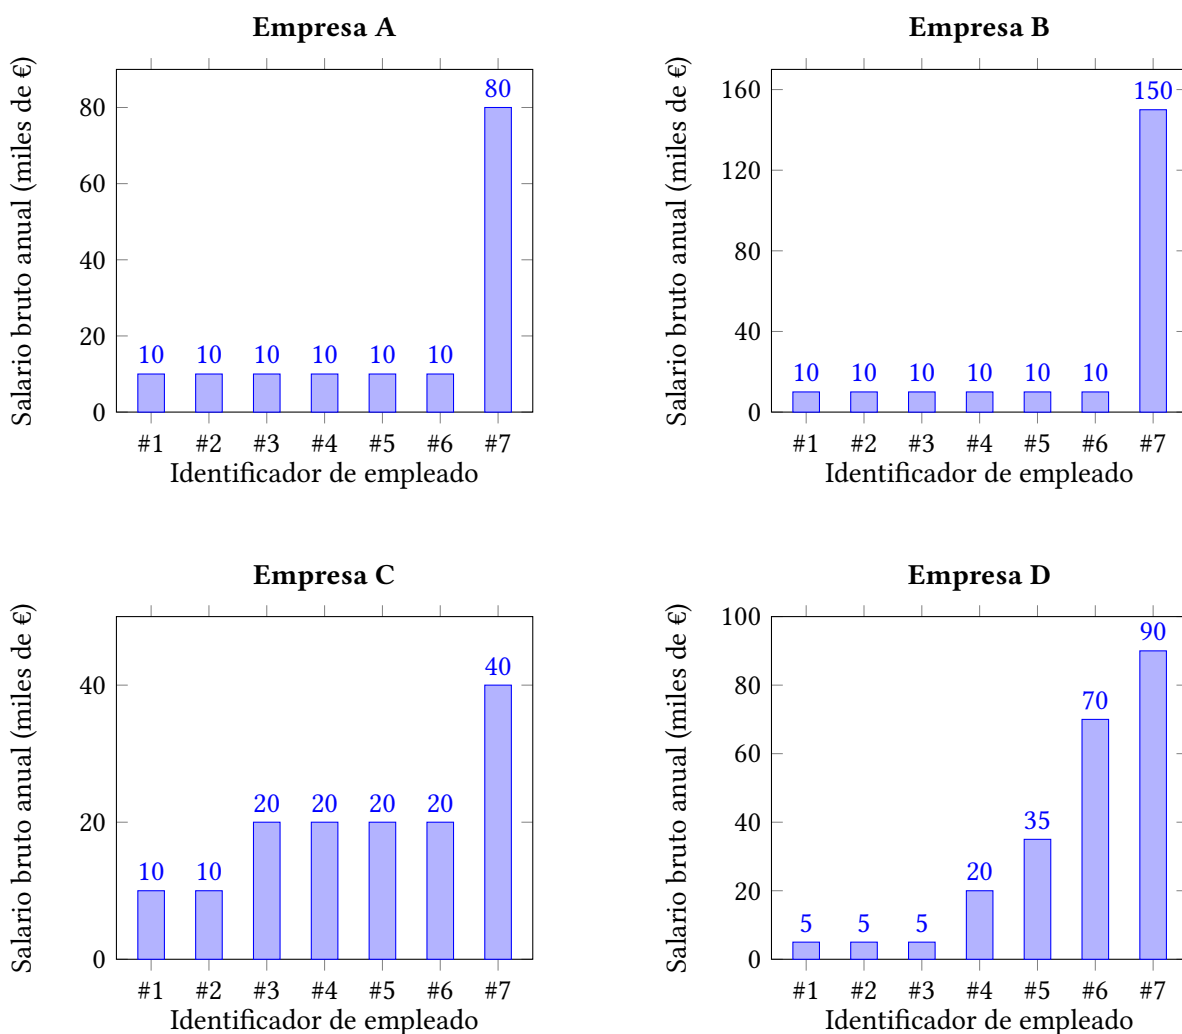 Empresa A
Salario bruto anual (miles de €)
80
60
40
20
0
10 10 10 10 10 10 80
#1 #2 #3 #4 #5 #6 #7
Identificador de empleado
Empresa B
Salario bruto anual (miles de €)
160
120
80
40
0
10 10 10 10 10 10 150
#1 #2 #3 #4 #5 #6 #7
Identificador de empleado
Empresa C
Salario bruto anual (miles de €)
40
20
0
10 10 20 20 20 20 40
#1 #2 #3 #4 #5 #6 #7
Identificador de empleado
Empresa D
Salario bruto anual (miles de €)
100
80
60
40
20
0
5 5 5 20 35 70 90
#1 #2 #3 #4 #5 #6 #7
Identificador de empleado